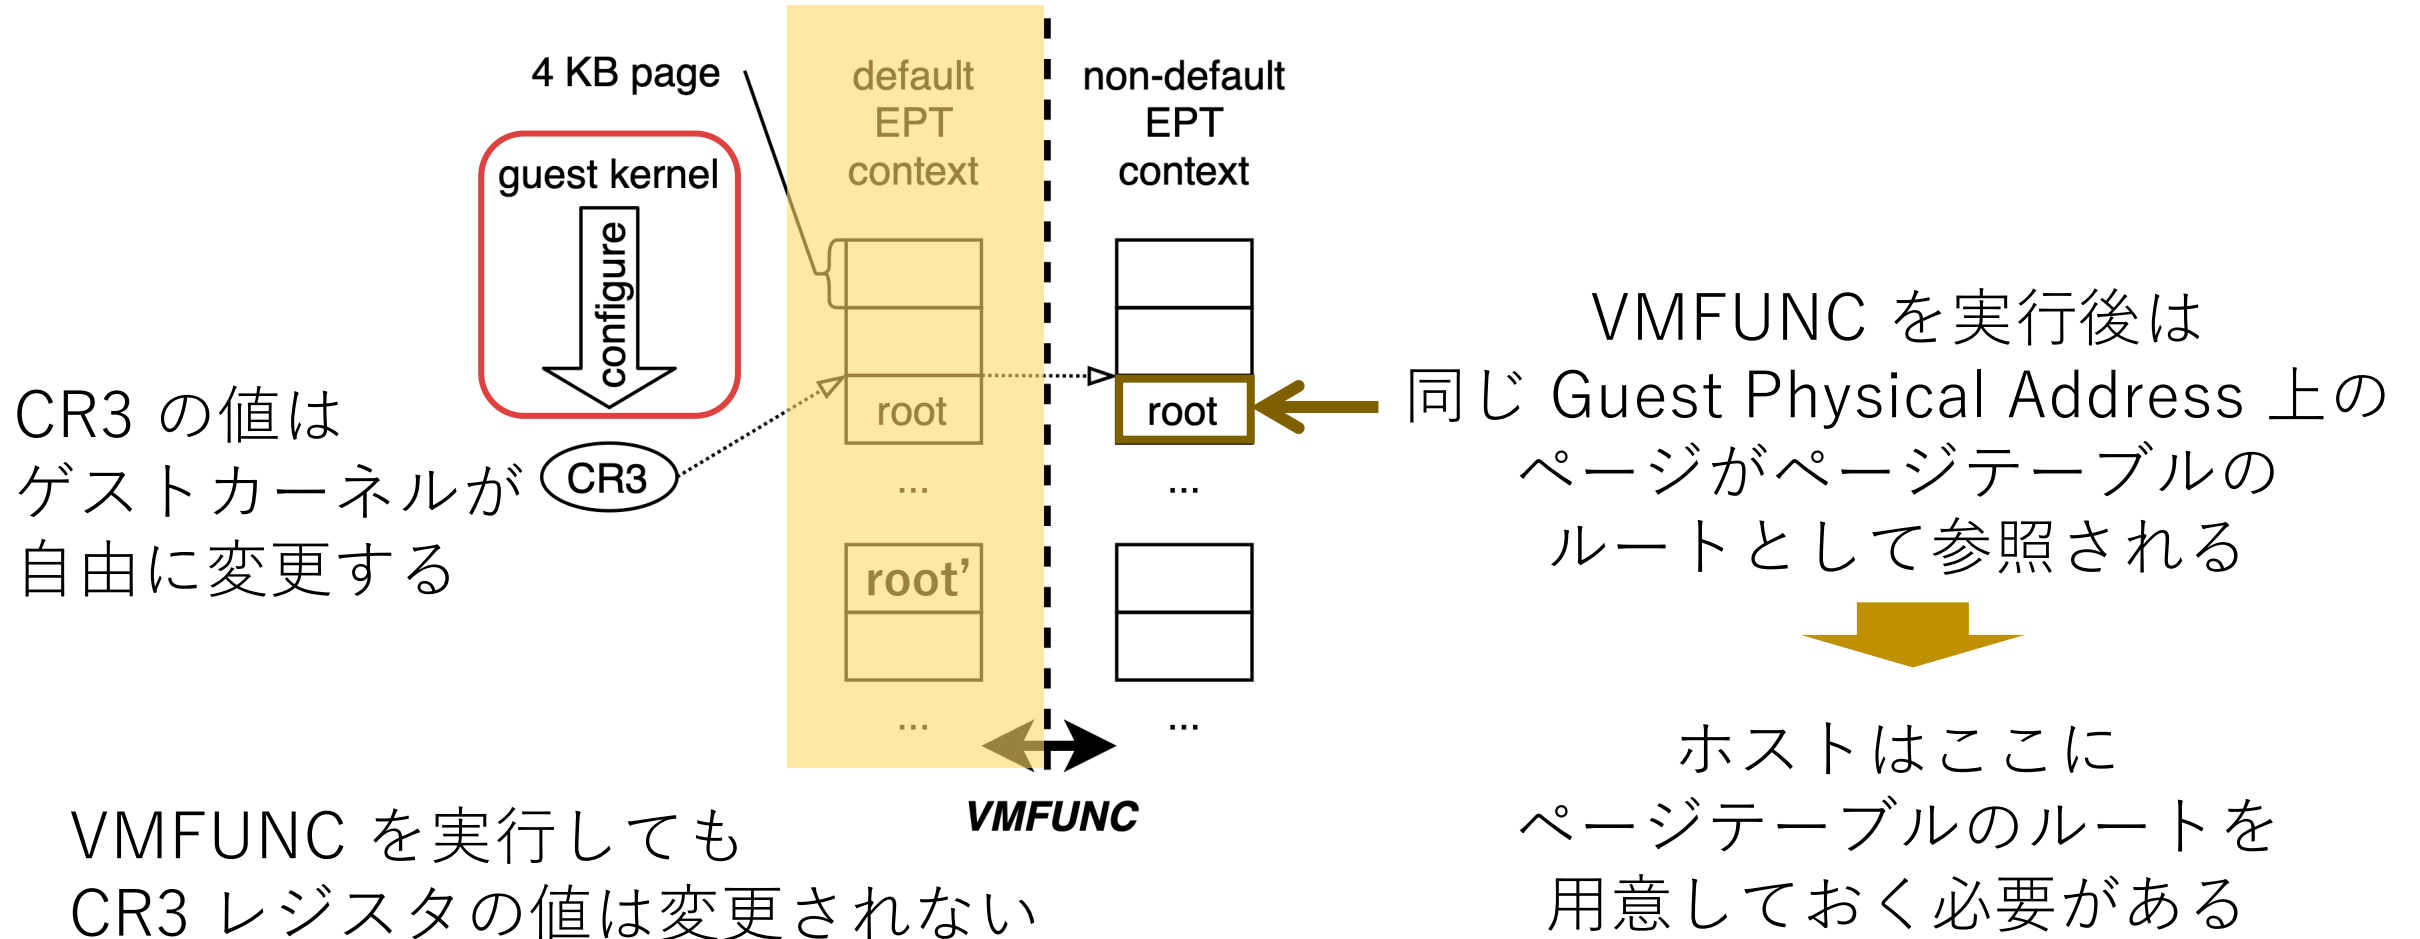 4 KB page
default
EPT
context
non-default
EPT
context
guest kernel
configure
CR3
root
...
root'
...
root
...
...
VMFUNC
CR3 の値は
ゲストカーネルが
自由に変更する
VMFUNC を実行しても
CR3 レジスタの値は変更されない
VMFUNC を実行後は
同じ Guest Physical Address 上の
ページがページテーブルの
ルートとして参照される
ホストはここに
ページテーブルのルートを
用意しておく必要がある